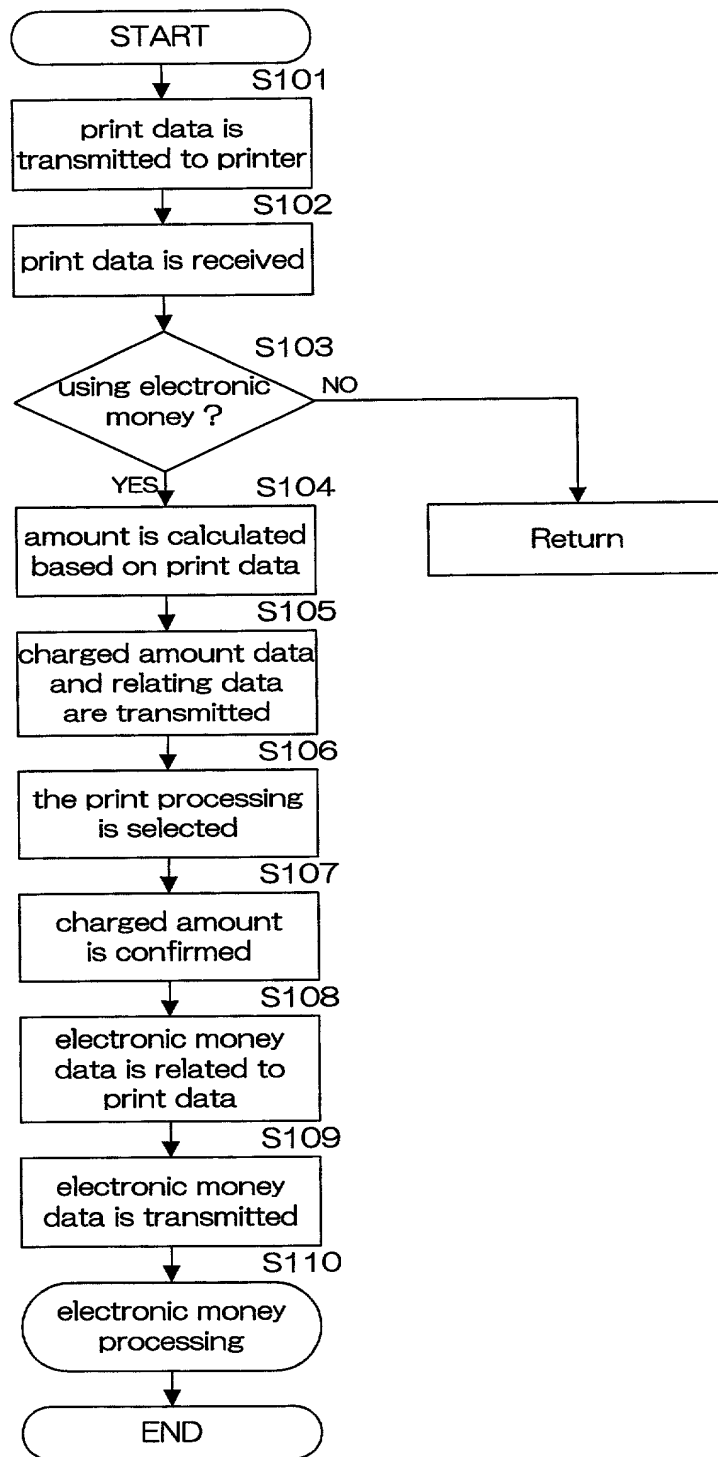 START
S101
print data is
transmitted to printer
S102
print data is received
S103
using electronic
money ?
NO
YES
S104
amount is calculated
based on print data
Return
S105
charged amount data
and relating data
are transmitted
S106
the print processing
is selected
S107
charged amount
is confirmed
S108
electronic money
data is related to
print data
S109
electronic money
data is transmitted
S110
electronic money
processing
END